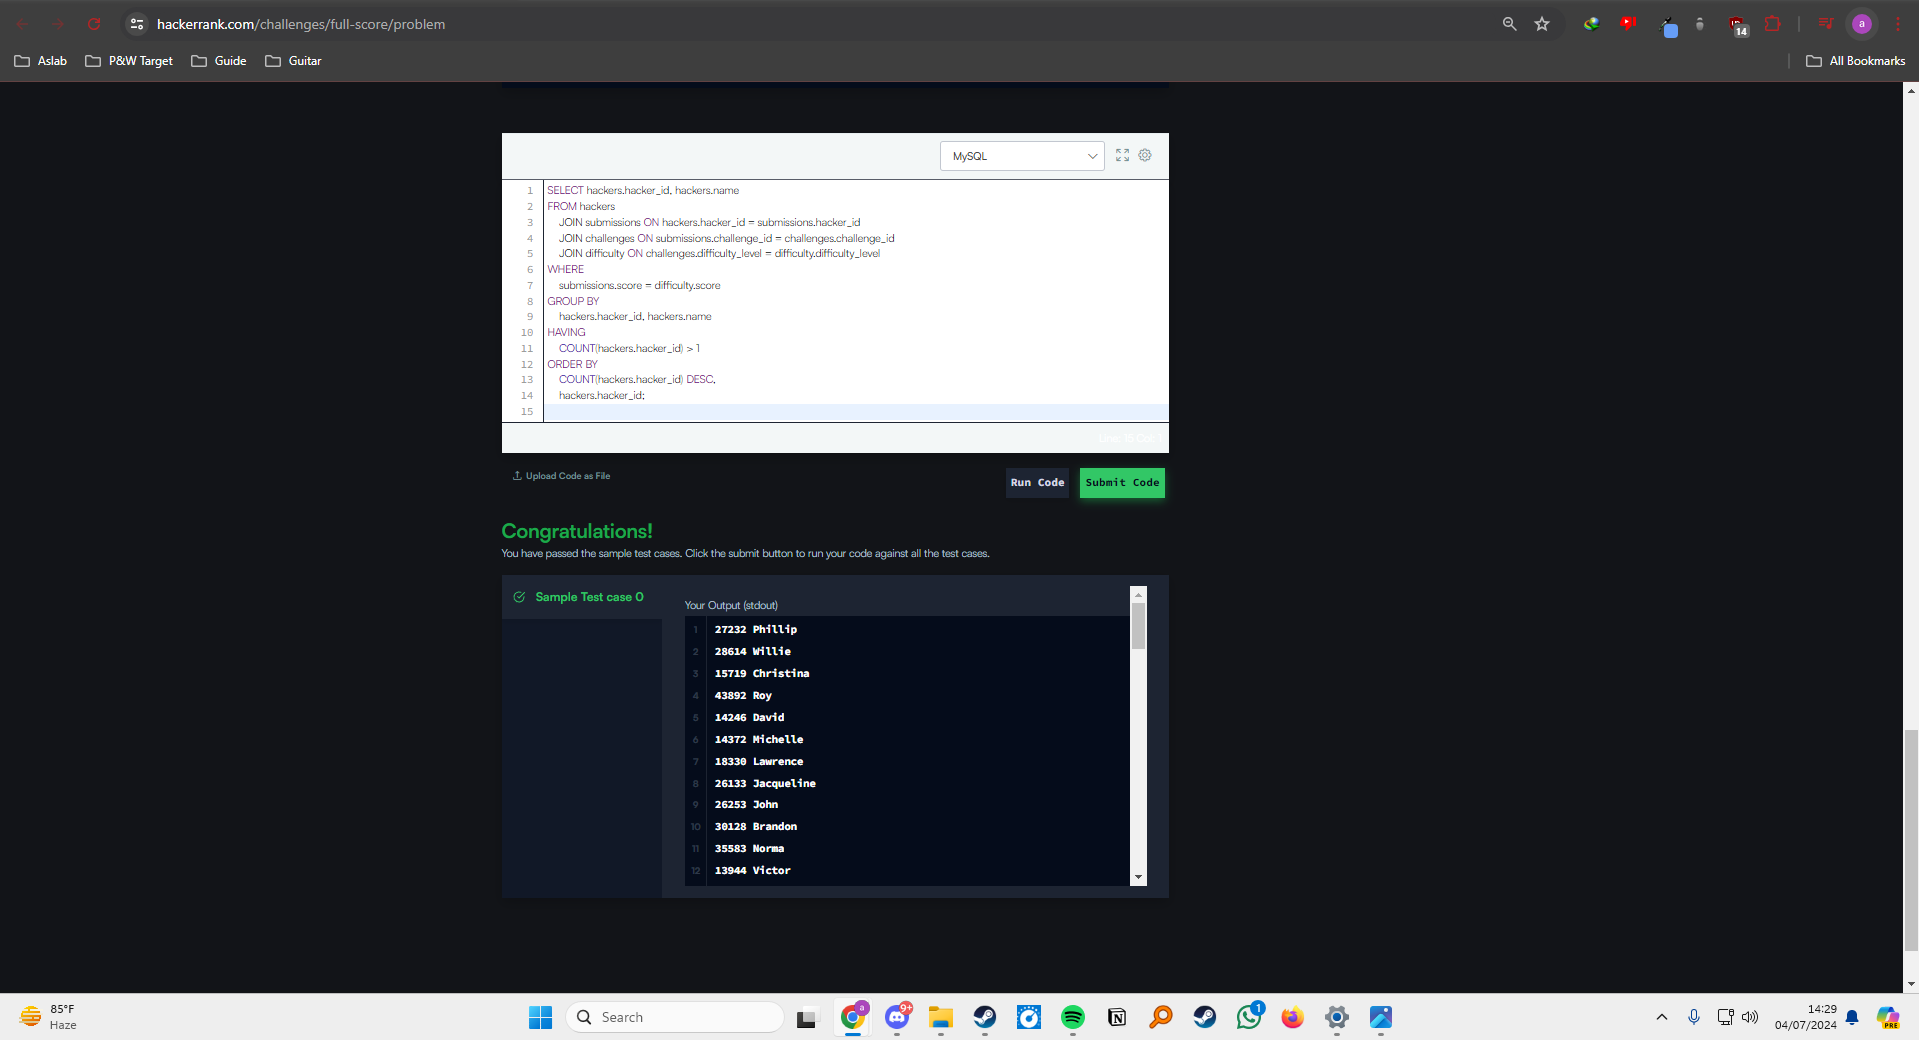 hackerrank.com/challenges/full-score/problem
14
a
Aslab
P&W Target
Guide
Guitar
All Bookmarks
MySQL
1 SELECT hackers.hacker_id, hackers.name
2 FROM hackers
3 JOIN submissions ON hackers.hacker_id = submissions.hacker_id
4 JOIN challenges ON submissions.challenge_id = challenges.challenge_id
5 JOIN difficulty ON challenges.difficulty_level = difficulty.difficulty_level
6 WHERE
7 submissions.score = difficulty.score
8 GROUP BY
9 hackers.hacker_id, hackers.name
10 HAVING
11 COUNT(hackers.hacker_id) > 1
12 ORDER BY
13 COUNT(hackers.hacker_id) DESC,
14 hackers.hacker_id;
15
Line: 15 Col: 1
Upload Code as File
Run Code
Submit Code
Congratulations!
You have passed the sample test cases. Click the submit button to run your code against all the test cases.
Sample Test case 0
Your Output (stdout)
1 27232 Phillip
2 28614 Willie
3 15719 Christina
4 43892 Roy
5 14246 David
6 14372 Michelle
7 18330 Lawrence
8 26133 Jacqueline
9 26253 John
10 30128 Brandon
11 35583 Norma
12 13944 Victor
85°F
Haze
Search
a
9+
1
14:29
04/07/2024
PRE